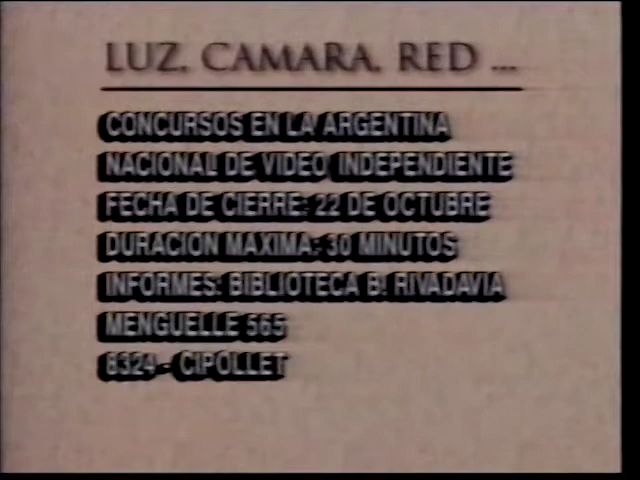 LUZ, CAMARA, RED ...
CONCURSOS EN LA ARGENTINA
NACIONAL DE VIDEO INDEPENDIENTE
FECHA DE CIERRE: 22 DE OCTUBRE
DURACION MAXIMA: 30 MINUTOS
INFORMES: BIBLIOTECA B! RIVADAVIA
MENGUELLE 565
8324 - CIPOLLET